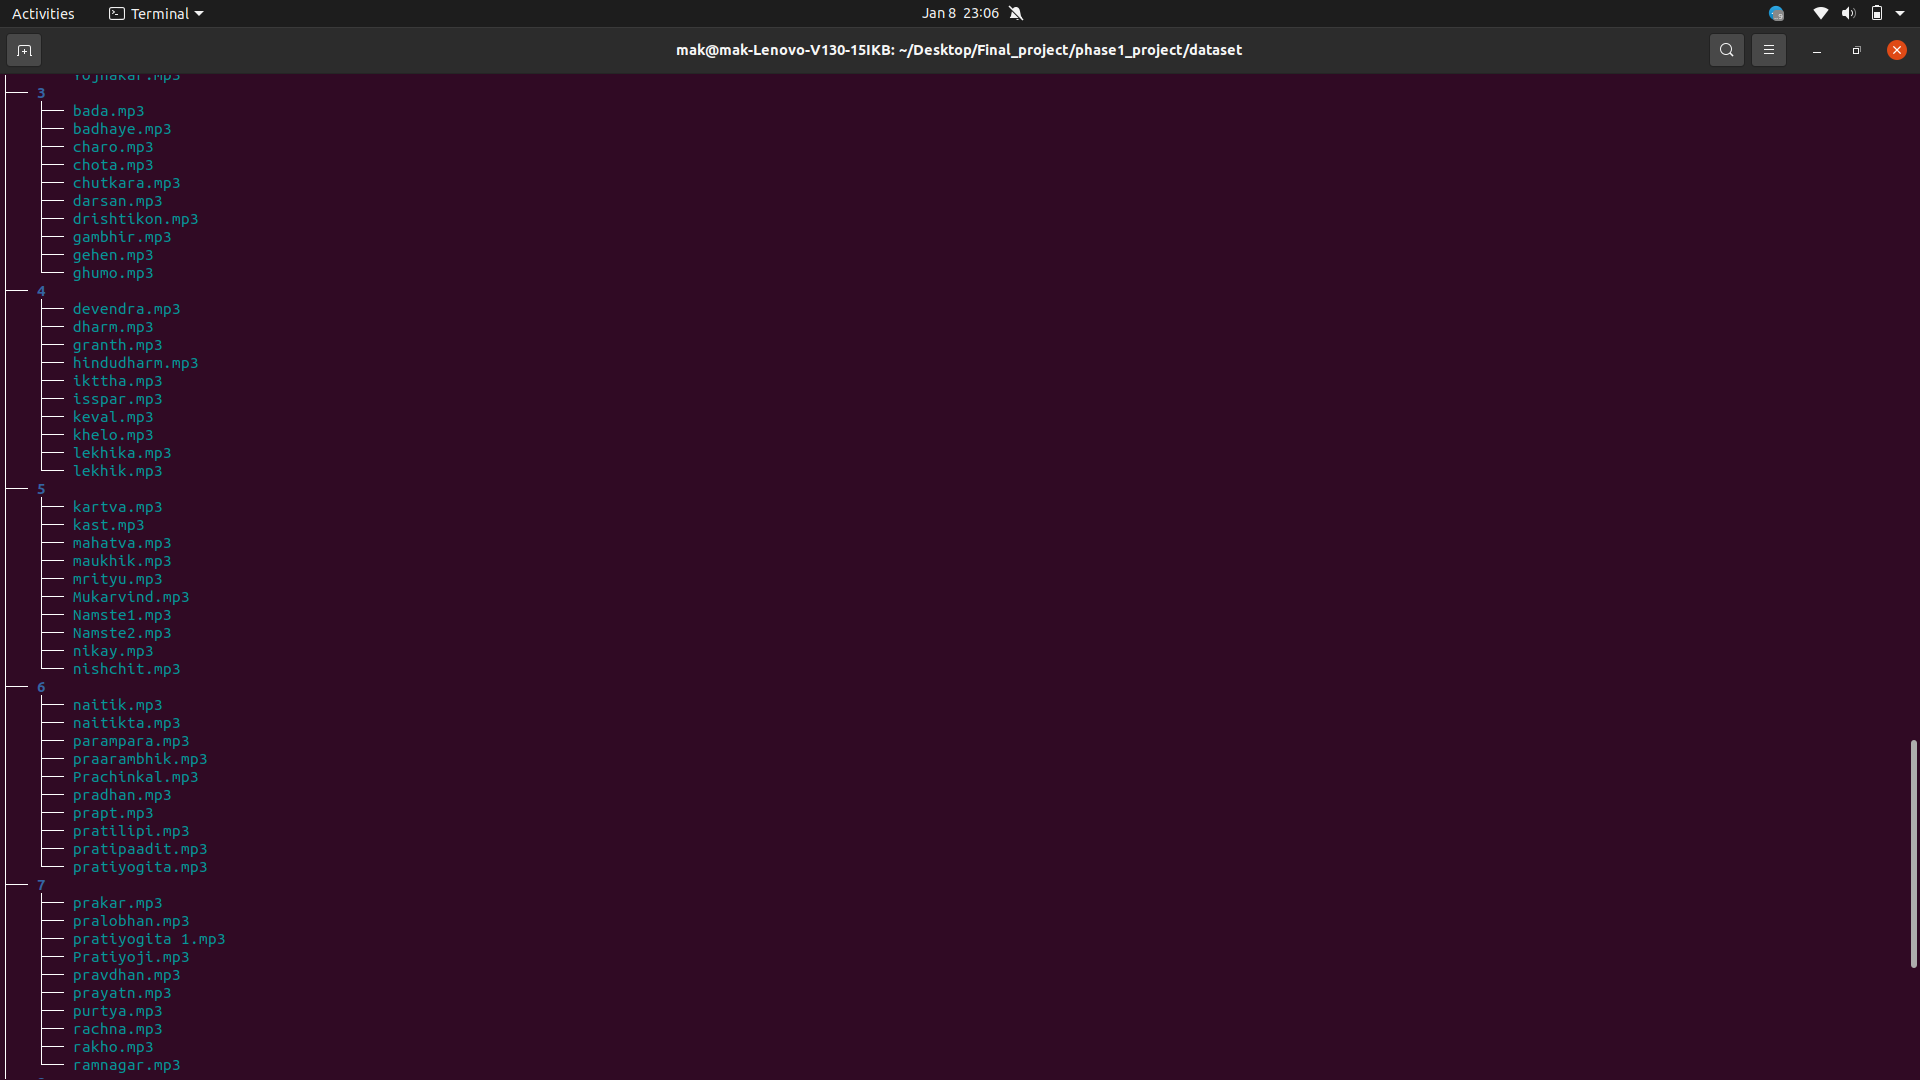 Activities Terminal Jan 8 23:06
mak@mak-Lenovo-V130-15IKB: ~/Desktop/Final_project/phase1_project/dataset
Yojnakar.mp3
3
bada.mp3
badhaye.mp3
charo.mp3
chota.mp3
chutkara.mp3
darsan.mp3
drishtikon.mp3
gambhir.mp3
gehen.mp3
ghumo.mp3
4
devendra.mp3
dharm.mp3
granth.mp3
hindudharm.mp3
ikttha.mp3
isspar.mp3
keval.mp3
khelo.mp3
lekhika.mp3
lekhik.mp3
5
kartva.mp3
kast.mp3
mahatva.mp3
maukhik.mp3
mrityu.mp3
Mukarvind.mp3
Namste1.mp3
Namste2.mp3
nikay.mp3
nishchit.mp3
6
naitik.mp3
naitikta.mp3
parampara.mp3
praarambhik.mp3
Prachinkal.mp3
pradhan.mp3
prapt.mp3
pratilipi.mp3
pratipaadit.mp3
pratiyogita.mp3
7
prakar.mp3
pralobhan.mp3
pratiyogita 1.mp3
Pratiyoji.mp3
pravdhan.mp3
prayatn.mp3
purtya.mp3
rachna.mp3
rakho.mp3
ramnagar.mp3